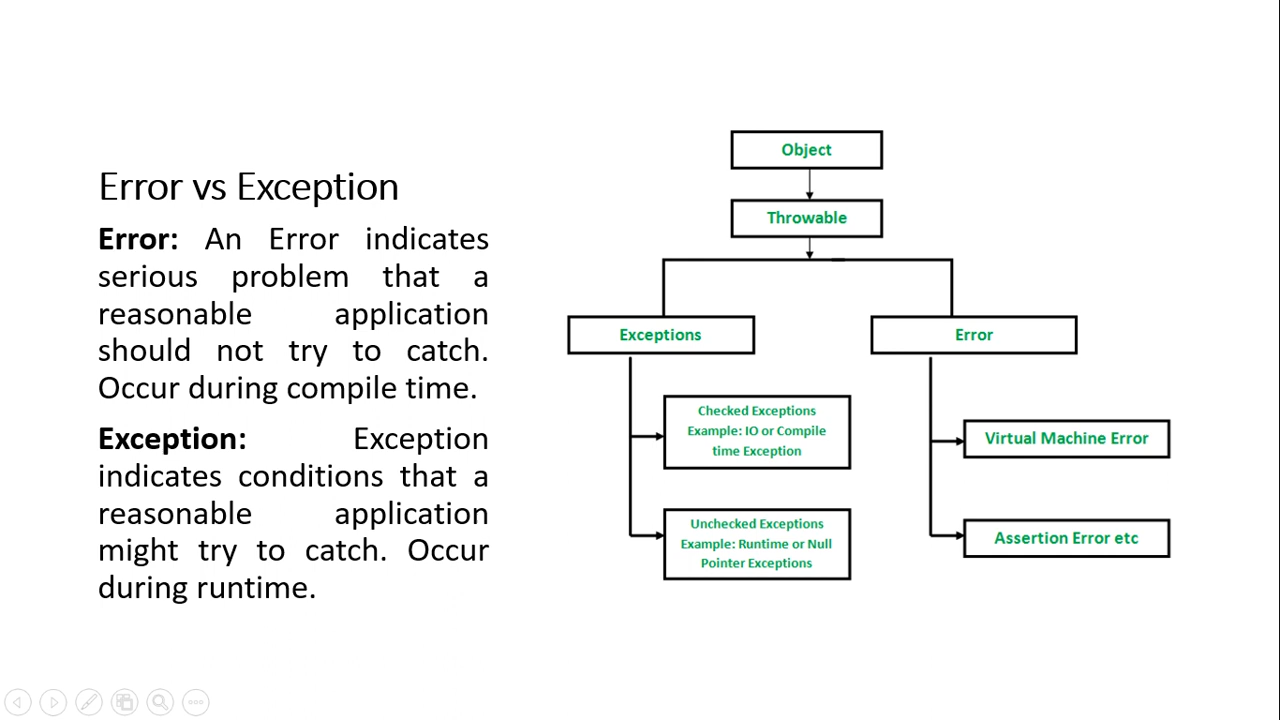 Error vs Exception
Error: An Error indicates
serious problem that a
reasonable application
should not try to catch.
Occur during compile time.
Exception: Exception
indicates conditions that a
reasonable application
might try to catch. Occur
during runtime.
Object
Throwable
Exceptions
Error
Checked Exceptions
Example: IO or Compile
time Exception
Unchecked Exceptions
Example: Runtime or Null
Pointer Exceptions
Virtual Machine Error
Assertion Error etc